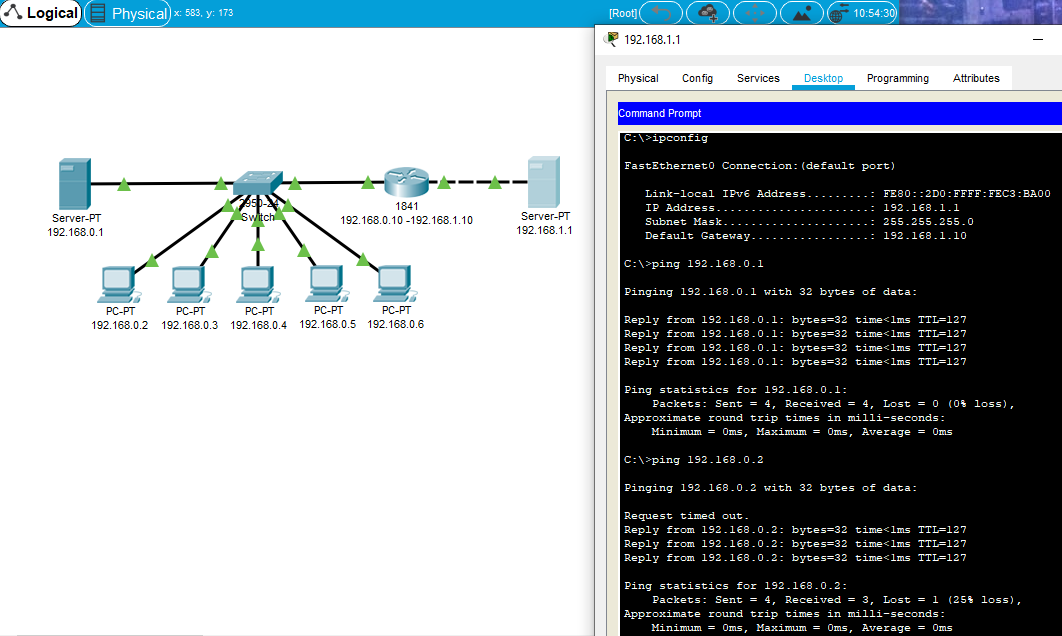 Logical
Physical x: 583, y: 173
[Root]
10:54:30
192.168.1.1
Physical Config Services Desktop Programming Attributes
Command Prompt
Server-PT
192.168.0.1
2950-24
Switch
1841
192.168.0.10 -192.168.1.10
Server-PT
192.168.1.1
PC-PT
192.168.0.2
PC-PT
192.168.0.3
PC-PT
192.168.0.4
PC-PT
192.168.0.5
PC-PT
192.168.0.6
C:\>ipconfig
FastEthernet0 Connection:(default port)
Link-local IPv6 Address.........: FE80::2D0:FFFF:FEC3:BA00
IP Address......................: 192.168.1.1
Subnet Mask.....................: 255.255.255.0
Default Gateway.................: 192.168.1.10
C:\>ping 192.168.0.1
Pinging 192.168.0.1 with 32 bytes of data:
Reply from 192.168.0.1: bytes=32 time<1ms TTL=127
Reply from 192.168.0.1: bytes=32 time<1ms TTL=127
Reply from 192.168.0.1: bytes=32 time<1ms TTL=127
Reply from 192.168.0.1: bytes=32 time<1ms TTL=127
Ping statistics for 192.168.0.1:
Packets: Sent = 4, Received = 4, Lost = 0 (0% loss),
Approximate round trip times in milli-seconds:
Minimum = 0ms, Maximum = 0ms, Average = 0ms
C:\>ping 192.168.0.2
Pinging 192.168.0.2 with 32 bytes of data:
Request timed out.
Reply from 192.168.0.2: bytes=32 time<1ms TTL=127
Reply from 192.168.0.2: bytes=32 time<1ms TTL=127
Reply from 192.168.0.2: bytes=32 time<1ms TTL=127
Ping statistics for 192.168.0.2:
Packets: Sent = 4, Received = 3, Lost = 1 (25% loss),
Approximate round trip times in milli-seconds:
Minimum = 0ms, Maximum = 0ms, Average = 0ms